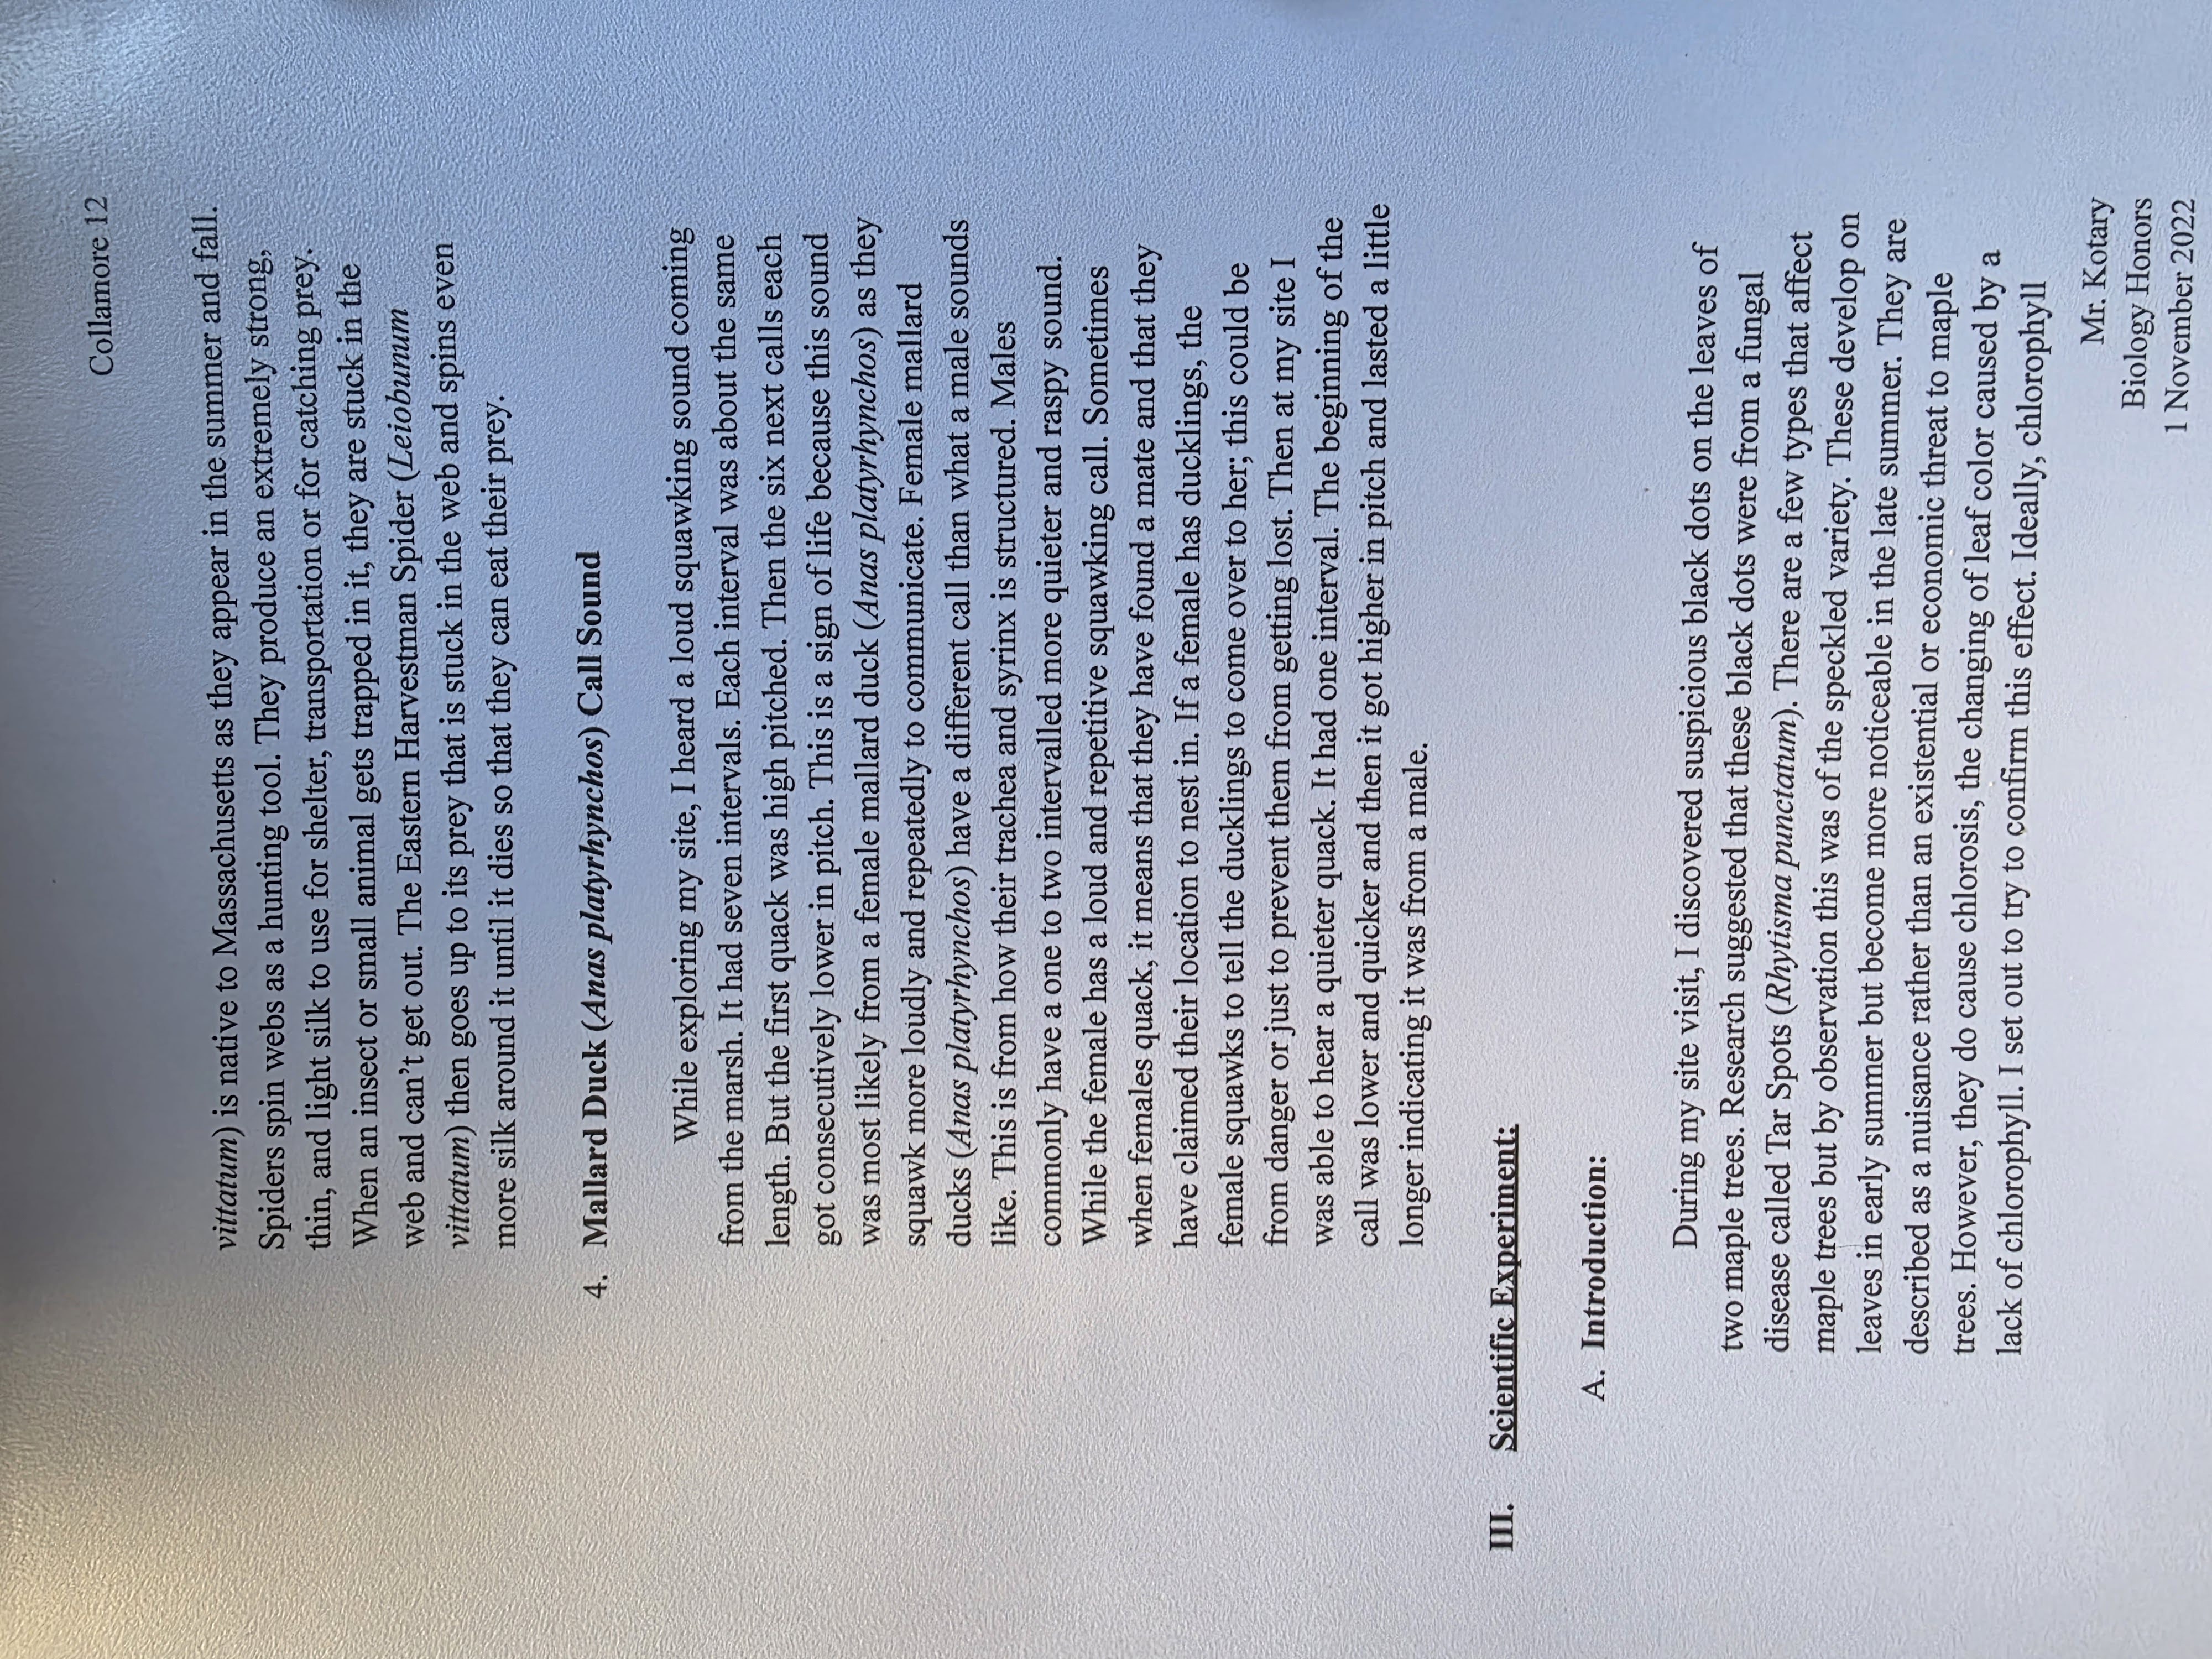 Collamore 12
vittatum) is native to Massachusetts as they appear in the summer and fall.
Spiders spin webs as a hunting tool. They produce an extremely strong,
thin, and light silk to use for shelter, transportation or for catching prey.
When an insect or small animal gets trapped in it, they are stuck in the
web and can’t get out. The Eastern Harvestman Spider (Leiobunum
vittatum) then goes up to its prey that is stuck in the web and spins even
more silk around it until it dies so that they can eat their prey.
4. Mallard Duck (Anas platyrhynchos) Call Sound
While exploring my site, I heard a loud squawking sound coming
from the marsh. It had seven intervals. Each interval was about the same
length. But the first quack was high pitched. Then the six next calls each
got consecutively lower in pitch. This is a sign of life because this sound
was most likely from a female mallard duck (Anas platyrhynchos) as they
squawk more loudly and repeatedly to communicate. Female mallard
ducks (Anas platyrhynchos) have a different call than what a male sounds
like. This is from how their trachea and syrinx is structured. Males
commonly have a one to two intervalled more quieter and raspy sound.
While the female has a loud and repetitive squawking call. Sometimes
when females quack, it means that they have found a mate and that they
have claimed their location to nest in. If a female has ducklings, the
female squawks to tell the ducklings to come over to her; this could be
from danger or just to prevent them from getting lost. Then at my site I
was able to hear a quieter quack. It had one interval. The beginning of the
call was lower and quicker and then it got higher in pitch and lasted a little
longer indicating it was from a male.
III. Scientific Experiment:
A. Introduction:
During my site visit, I discovered suspicious black dots on the leaves of
two maple trees. Research suggested that these black dots were from a fungal
disease called Tar Spots (Rhytisma punctatum). There are a few types that affect
maple trees but by observation this was of the speckled variety. These develop on
leaves in early summer but become more noticeable in the late summer. They are
described as a nuisance rather than an existential or economic threat to maple
trees. However, they do cause chlorosis, the changing of leaf color caused by a
lack of chlorophyll. I set out to try to confirm this effect. Ideally, chlorophyll
Mr. Kotary
Biology Honors
1 November 2022